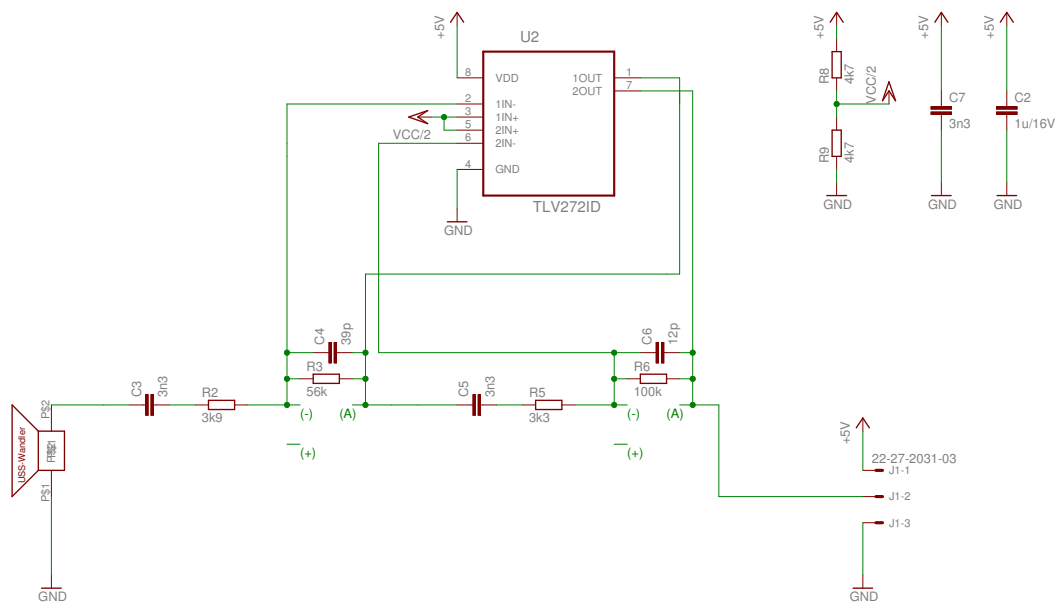 +5V
U2
8 VDD
2 1IN-
3 1IN+
5 2IN+
6 2IN-
4 GND
1OUT 1
2OUT 7
VCC/2
TLV272ID
GND
+5V
R8
4k7
VCC/2
R9
4k7
GND
+5V
C7
3n3
GND
+5V
C2
1u/16V
GND
C4
39p
R3
56k
C6
12p
R6
100k
C3
3n3
R2
3k9
(-)
(A)
(+)
C5
3n3
R5
3k3
(-)
(A)
(+)
USS-Wandler
P$2
P$1
GND
+5V
22-27-2031-03
J1-1
J1-2
J1-3
GND